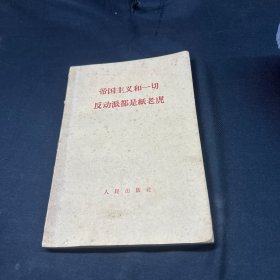 帝国主义和一切
反动派都是紙老虎
人民出版社